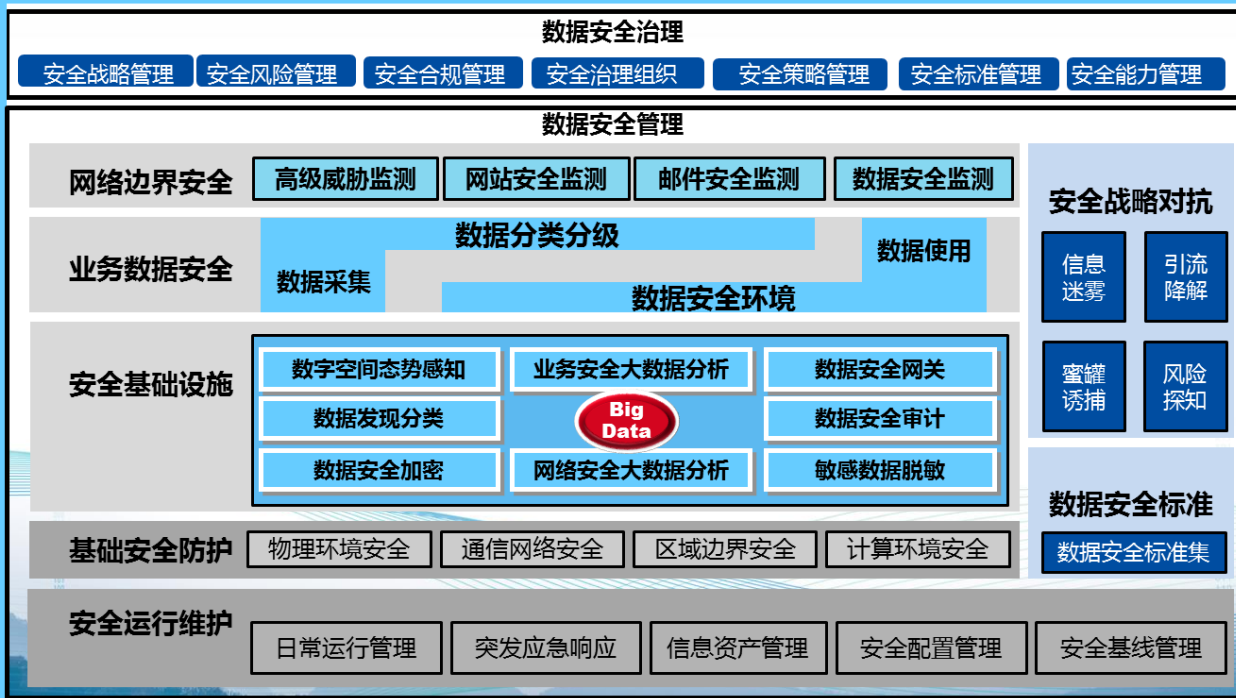 数据安全治理
安全战略管理 安全风险管理 安全合规管理 安全治理组织 安全策略管理 安全标准管理 安全能力管理
数据安全管理
网络边界安全 高级威胁监测 网站安全监测 邮件安全监测 数据安全监测
业务数据安全
数据分类分级
数据使用
数据采集
数据安全环境
安全基础设施
数字空间态势感知 业务安全大数据分析 数据安全网关
数据发现分类
Big
Data
数据安全审计
数据安全加密 网络安全大数据分析 敏感数据脱敏
基础安全防护 物理环境安全 通信网络安全 区域边界安全 计算环境安全
安全战略对抗
信息
迷雾
引流
降解
蜜罐
诱捕
风险
探知
数据安全标准
数据安全标准集
安全运行维护
日常运行管理 突发应急响应 信息资产管理 安全配置管理 安全基线管理